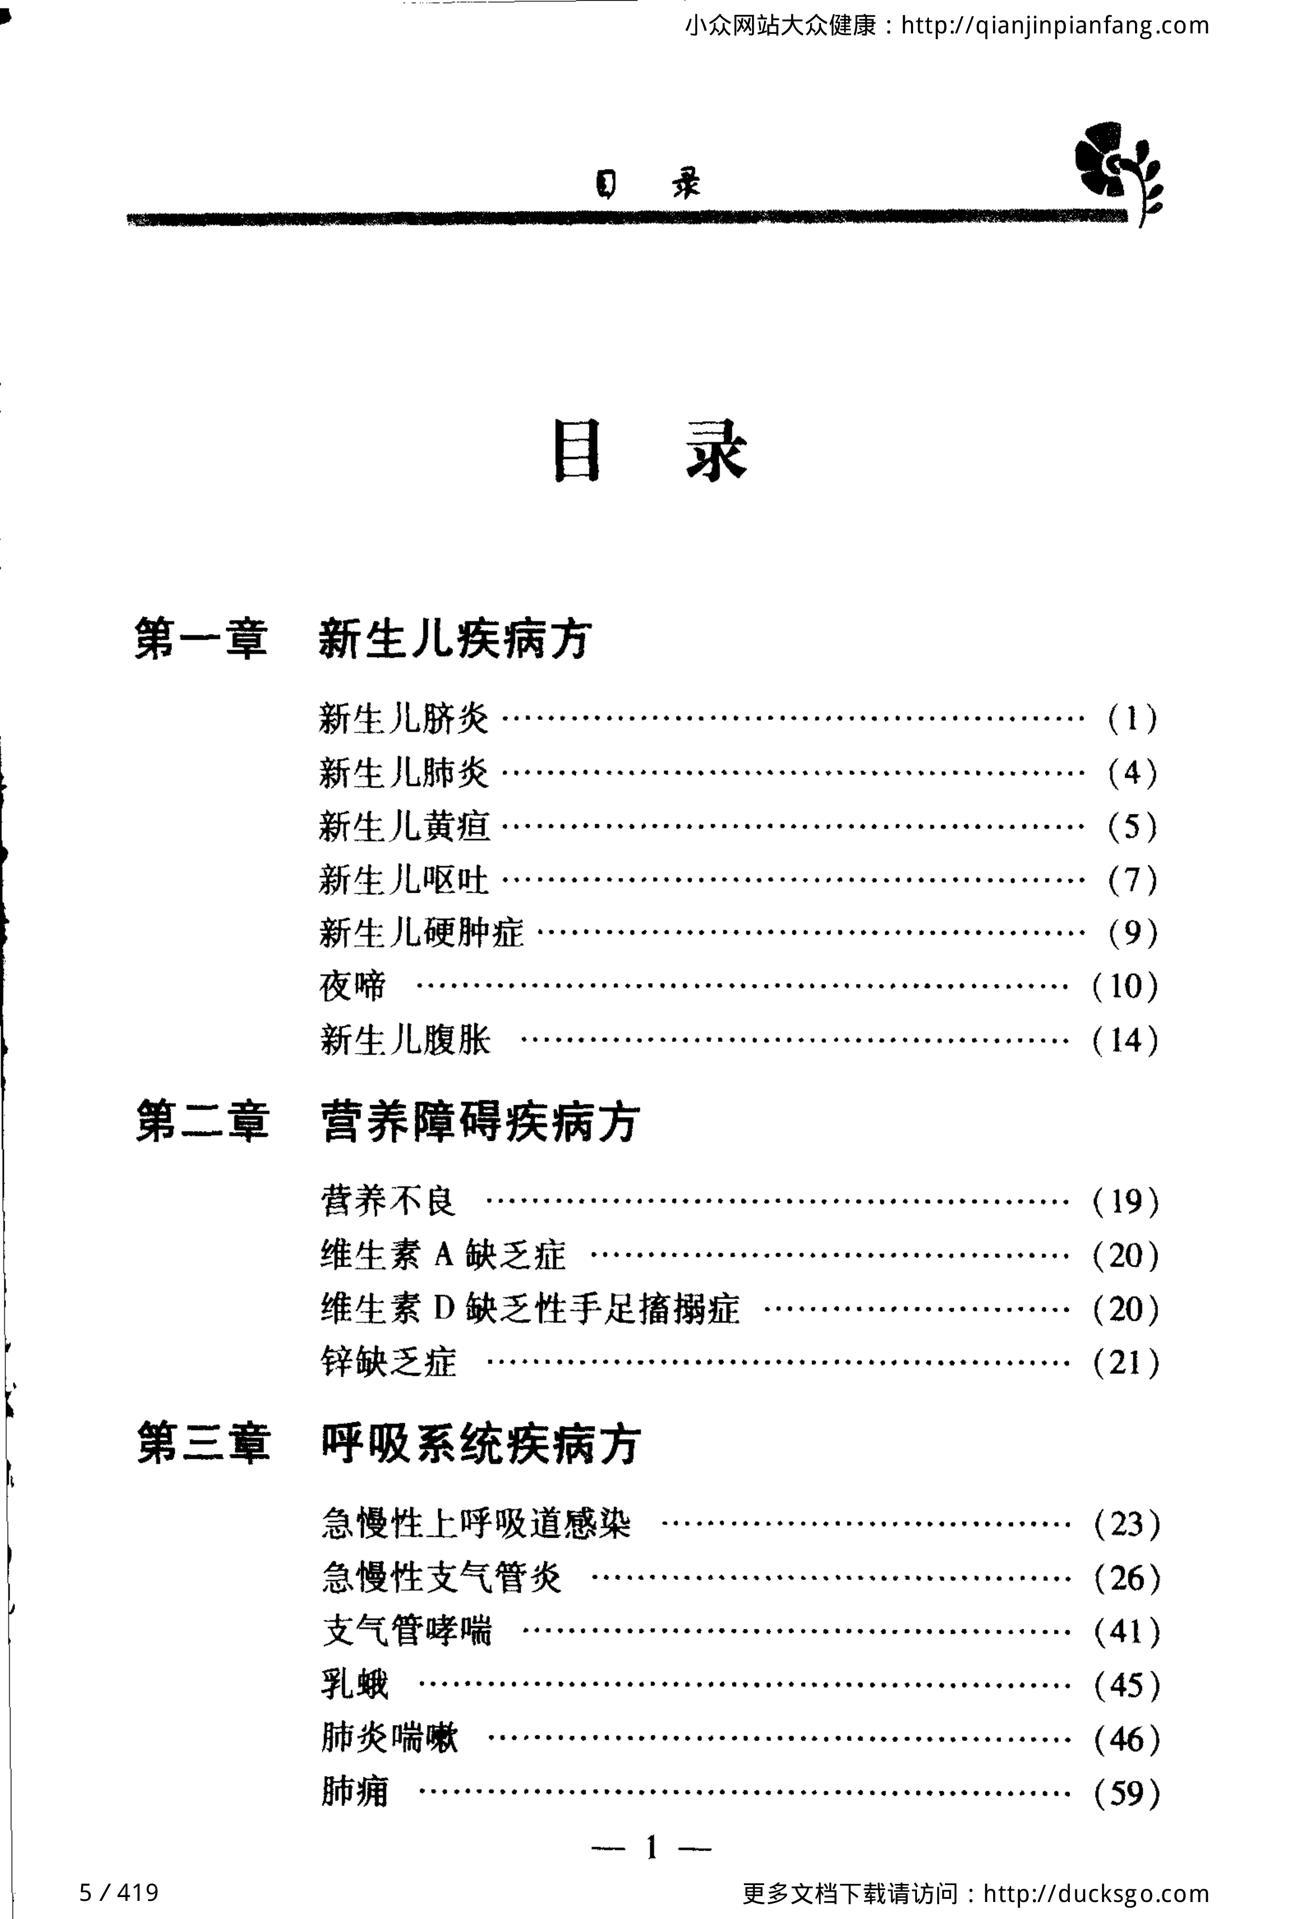 小众网站大众健康：http://qianjinpianfang.com
目 录
目 录
第一章 新生儿疾病方
新生儿脐炎 …………………………………………… (1)
新生儿肺炎 …………………………………………… (4)
新生儿黄疸 …………………………………………… (5)
新生儿呕吐 …………………………………………… (7)
新生儿硬肿症 ………………………………………… (9)
夜啼 ………………………………………………… (10)
新生儿腹胀 ………………………………………… (14)
第二章 营养障碍疾病方
营养不良 …………………………………………… (19)
维生素 A 缺乏症 …………………………………… (20)
维生素 D 缺乏性手足搐搦症 ……………………… (20)
锌缺乏症 …………………………………………… (21)
第三章 呼吸系统疾病方
急慢性上呼吸道感染 ……………………………… (23)
急慢性支气管炎 …………………………………… (26)
支气管哮喘 ………………………………………… (41)
乳蛾 ………………………………………………… (45)
肺炎喘嗽 …………………………………………… (46)
肺痈 ………………………………………………… (59)
— 1 —
5 / 419
更多文档下载请访问：http://ducksgo.com